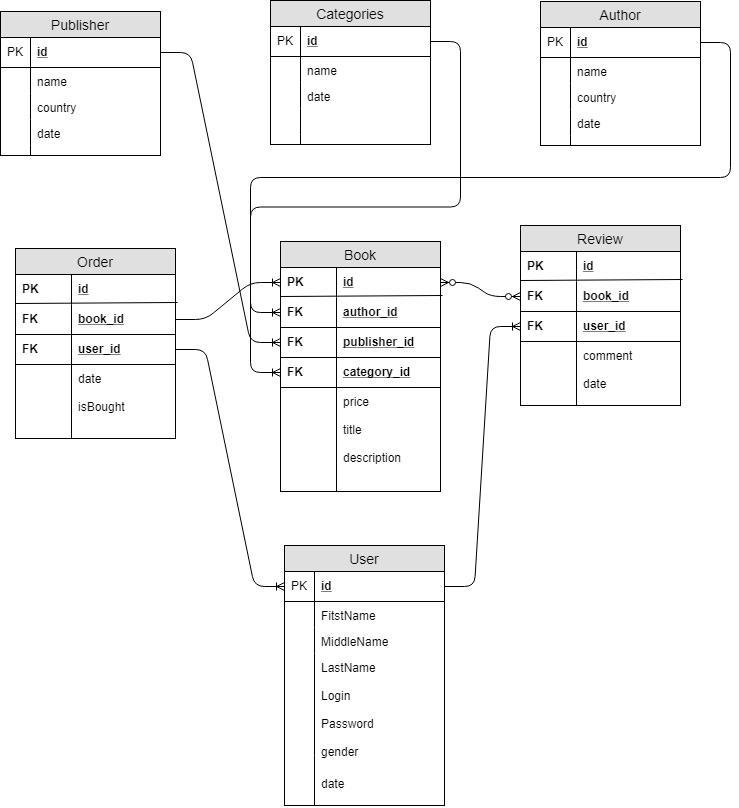 Publisher
PK id
name
country
date
Categories
PK id
name
date
Author
PK id
name
country
date
Order
PK id
FK book_id
FK user_id
date
isBought
Book
PK id
FK author_id
FK publisher_id
FK category_id
price
title
description
Review
PK id
FK book_id
FK user_id
comment
date
User
PK id
FitstName
MiddleName
LastName
Login
Password
gender
date